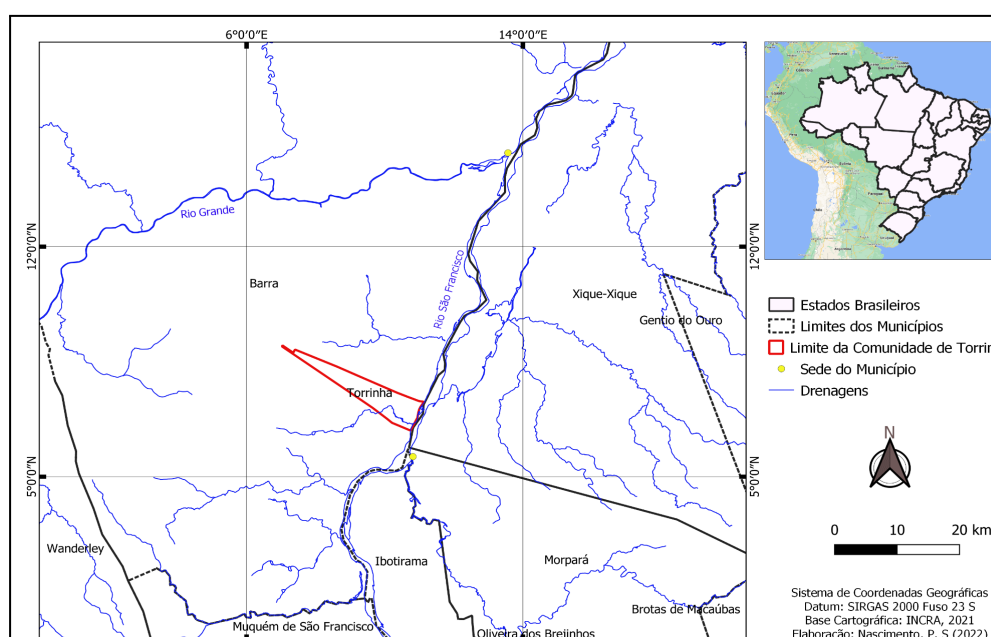 6°0′0″E
14°0′0″E
Rio Grande
12°0′0″N
12°0′0″N
Rio São Francisco
Barra
Xique-Xique
Gentio do Ouro
Torrinha
5°0′0″N
5°0′0″N
Wanderley
Ibotirama
Morpará
Brotas de Macaúbas
Muquém de São Francisco
Oliveira dos Brejinhos
Estados Brasileiros
Limites dos Municípios
Limite da Comunidade de Torrin
Sede do Município
Drenagens
N
0 10 20 km
Sistema de Coordenadas Geográficas
Datum: SIRGAS 2000 Fuso 23 S
Base Cartográfica: INCRA, 2021
Elaboração: Nascimento, R. S (2022)